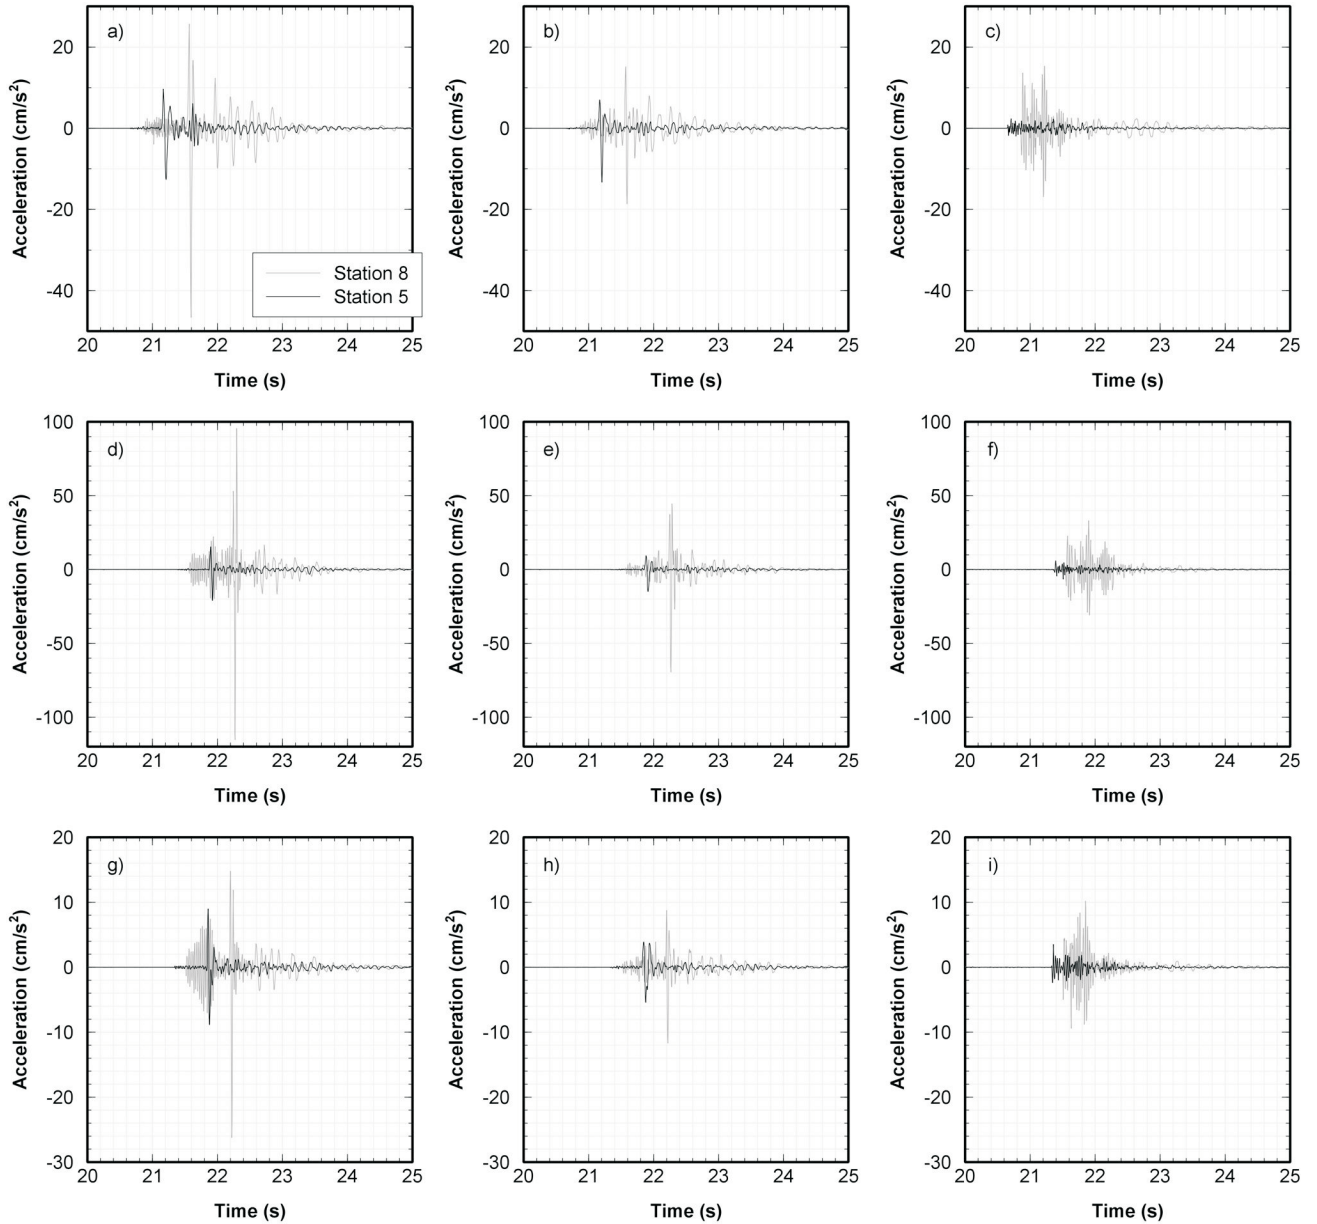 a)
Acceleration (cm/s²)
20
0
-20
-40
Station 8
Station 5
20 21 22 23 24 25
Time (s)
b)
Acceleration (cm/s²)
20
0
-20
-40
20 21 22 23 24 25
Time (s)
c)
Acceleration (cm/s²)
20
0
-20
-40
20 21 22 23 24 25
Time (s)
d)
Acceleration (cm/s²)
100
50
0
-50
-100
20 21 22 23 24 25
Time (s)
e)
Acceleration (cm/s²)
100
50
0
-50
-100
20 21 22 23 24 25
Time (s)
f)
Acceleration (cm/s²)
100
50
0
-50
-100
20 21 22 23 24 25
Time (s)
g)
Acceleration (cm/s²)
20
10
0
-10
-20
-30
20 21 22 23 24 25
Time (s)
h)
Acceleration (cm/s²)
20
10
0
-10
-20
-30
20 21 22 23 24 25
Time (s)
i)
Acceleration (cm/s²)
20
10
0
-10
-20
-30
20 21 22 23 24 25
Time (s)